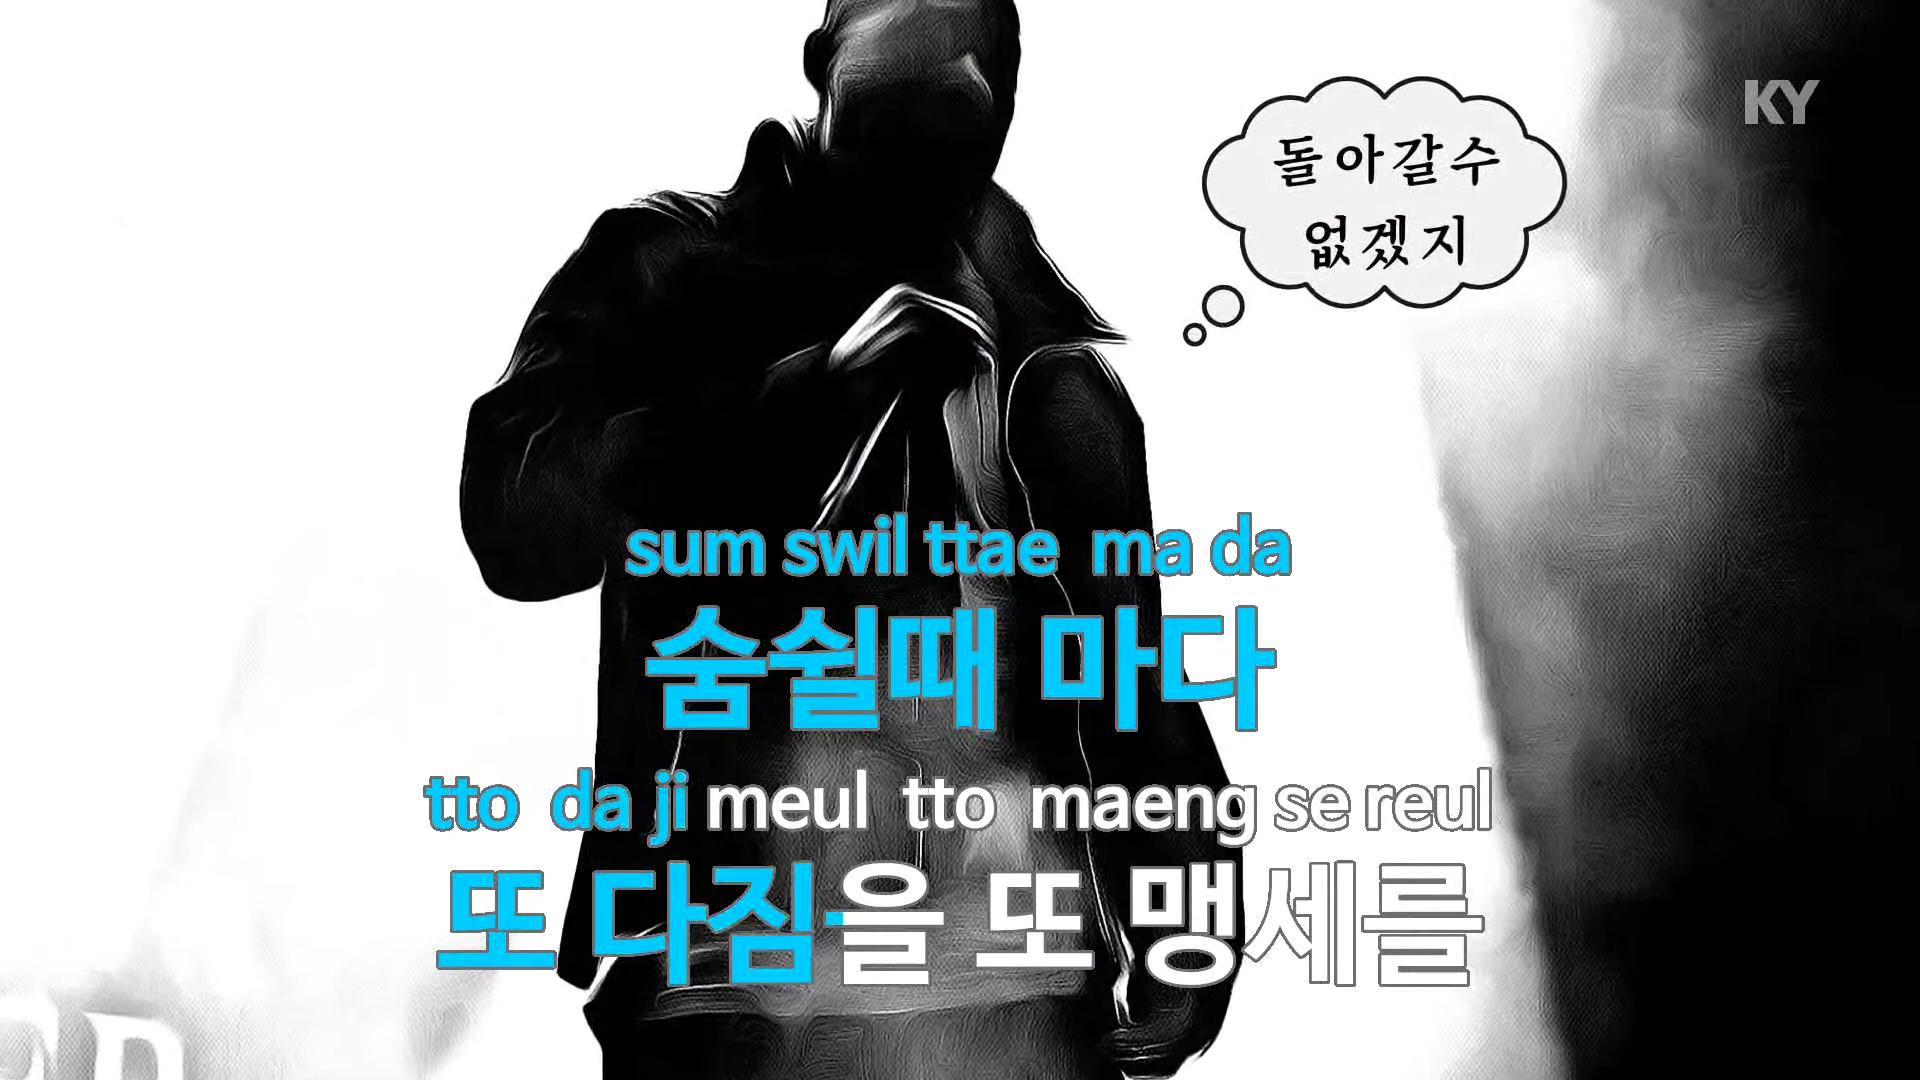 KY
돌아갈수
없겠지
sum swil ttae ma da
숨쉴때 마다
tto da ji meul tto maeng se reul
또 다짐을 또 맹세를